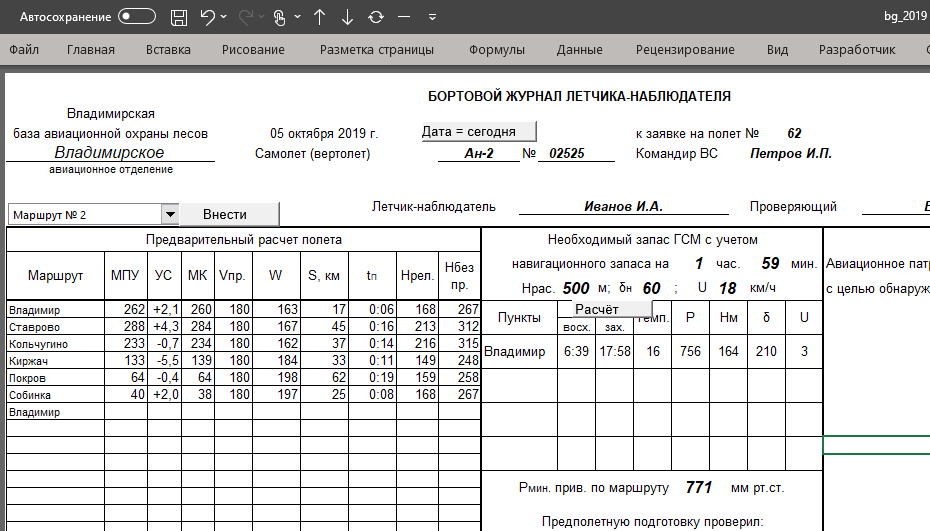 Автосохранение bg_2019
Файл Главная Вставка Рисование Разметка страницы Формулы Данные Рецензирование Вид Разработчик
БОРТОВОЙ ЖУРНАЛ ЛЕТЧИКА-НАБЛЮДАТЕЛЯ
Владимирская
база авиационной охраны лесов 05 октября 2019 г. Дата = сегодня к заявке на полет № 62
Владимирское Самолет (вертолет) Ан-2 № 02525 Командир ВС Петров И.П.
авиационное отделение
Летчик-наблюдатель Иванов И.А. Проверяющий
Маршрут № 2 Внести
Предварительный расчет полета Необходимый запас ГСМ с учетом
навигационного запаса на 1 час. 59 мин. Авиационное пат
Маршрут МПУ УС МК Vпр. W S, км tп Hрел. Hбез пр.
Hрас. 500 м; δн 60 ; U 18 км/ч с целью обнаруж
Расчёт
Пункты восх. зах. темп. P Hм δ U
Владимир 262 +2,1 260 180 163 17 0:06 168 267
Ставрово 288 +4,3 284 180 167 45 0:16 213 312
Кольчугино 233 -0,7 234 180 162 37 0:14 216 315
Киржач 133 -5,5 139 180 184 33 0:11 149 248
Покров 64 -0,4 64 180 198 62 0:19 159 258
Собинка 40 +2,0 38 180 197 25 0:08 168 267
Владимир
Владимир 6:39 17:58 16 756 164 210 3
Pмин. прив. по маршруту 771 мм рт.ст.
Предполетную подготовку проверил: